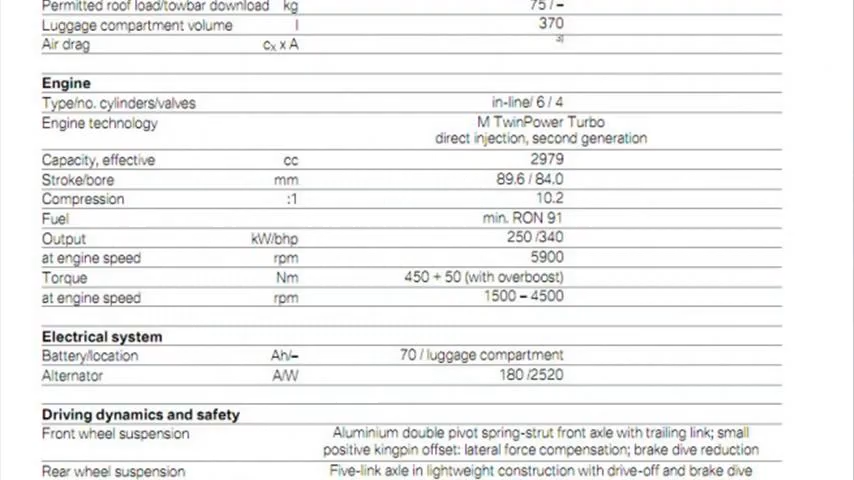 Permitted roof load/towbar download kg 75 / –
Luggage compartment volume l 370
Air drag cx x A 3)
Engine
Type/no. cylinders/valves in-line/ 6 / 4
Engine technology M TwinPower Turbo
direct injection, second generation
Capacity, effective cc 2979
Stroke/bore mm 89.6 / 84.0
Compression :1 10.2
Fuel min. RON 91
Output kW/bhp 250 /340
at engine speed rpm 5900
Torque Nm 450 + 50 (with overboost)
at engine speed rpm 1500 – 4500
Electrical system
Battery/location Ah/– 70 / luggage compartment
Alternator A/W 180 /2520
Driving dynamics and safety
Front wheel suspension Aluminium double pivot spring-strut front axle with trailing link; small
positive kingpin offset: lateral force compensation; brake dive reduction
Rear wheel suspension Five-link axle in lightweight construction with drive-off and brake dive